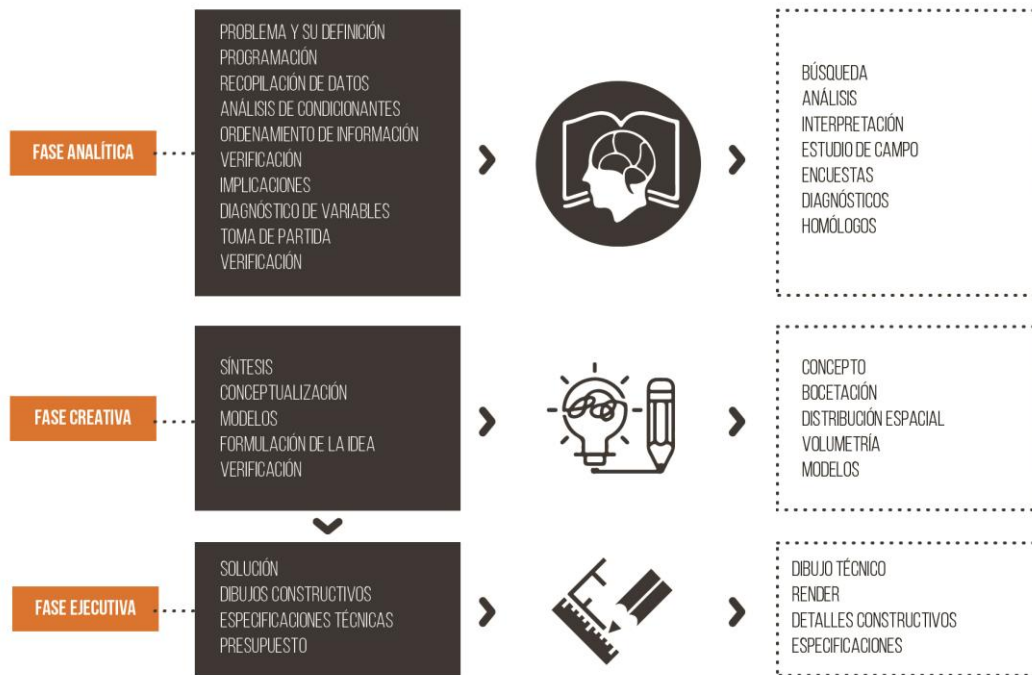 FASE ANALÍTICA
PROBLEMA Y SU DEFINICIÓN
PROGRAMACIÓN
RECOPILACIÓN DE DATOS
ANÁLISIS DE CONDICIONANTES
ORDENAMIENTO DE INFORMACIÓN
VERIFICACIÓN
IMPLICACIONES
DIAGNÓSTICO DE VARIABLES
TOMA DE PARTIDA
VERIFICACIÓN
BÚSQUEDA
ANÁLISIS
INTERPRETACIÓN
ESTUDIO DE CAMPO
ENCUESTAS
DIAGNÓSTICOS
HOMÓLOGOS
FASE CREATIVA
SÍNTESIS
CONCEPTUALIZACIÓN
MODELOS
FORMULACIÓN DE LA IDEA
VERIFICACIÓN
CONCEPTO
BOCETACIÓN
DISTRIBUCIÓN ESPACIAL
VOLUMETRÍA
MODELOS
FASE EJECUTIVA
SOLUCIÓN
DIBUJOS CONSTRUCTIVOS
ESPECIFICACIONES TÉCNICAS
PRESUPUESTO
DIBUJO TÉCNICO
RENDER
DETALLES CONSTRUCTIVOS
ESPECIFICACIONES